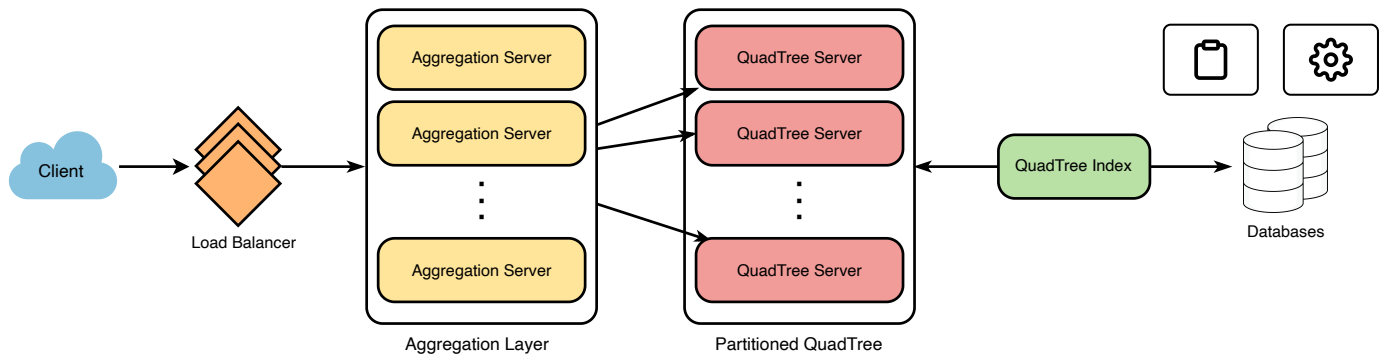 Client
Load Balancer
Aggregation Server
Aggregation Server
Aggregation Server
Aggregation Layer
QuadTree Server
QuadTree Server
QuadTree Server
Partitioned QuadTree
QuadTree Index
Databases